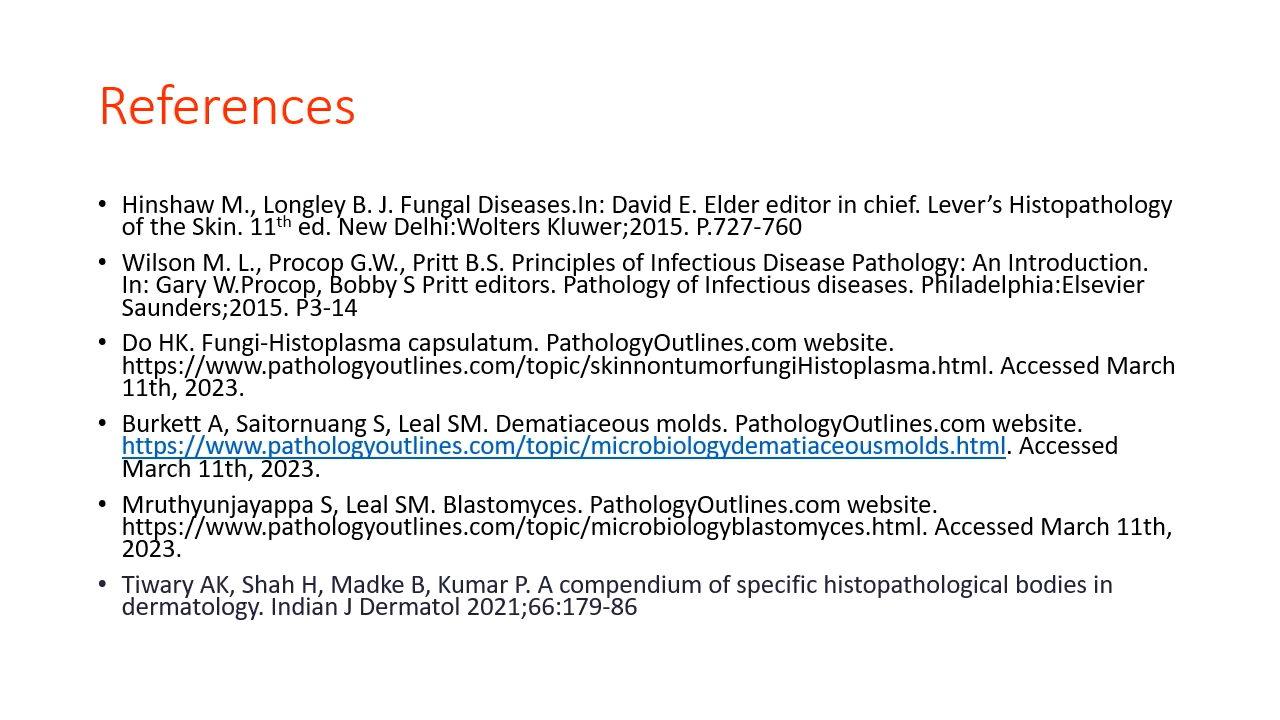 References
• Hinshaw M., Longley B. J. Fungal Diseases.In: David E. Elder editor in chief. Lever’s Histopathology
of the Skin. 11th ed. New Delhi:Wolters Kluwer;2015. P.727-760
• Wilson M. L., Procop G.W., Pritt B.S. Principles of Infectious Disease Pathology: An Introduction.
In: Gary W.Procop, Bobby S Pritt editors. Pathology of Infectious diseases. Philadelphia:Elsevier
Saunders;2015. P3-14
• Do HK. Fungi-Histoplasma capsulatum. PathologyOutlines.com website.
https://www.pathologyoutlines.com/topic/skinnontumorfungiHistoplasma.html. Accessed March
11th, 2023.
• Burkett A, Saitornuang S, Leal SM. Dematiaceous molds. PathologyOutlines.com website.
https://www.pathologyoutlines.com/topic/microbiologydematiaceousmolds.html. Accessed
March 11th, 2023.
• Mruthyunjayappa S, Leal SM. Blastomyces. PathologyOutlines.com website.
https://www.pathologyoutlines.com/topic/microbiologyblastomyces.html. Accessed March 11th,
2023.
• Tiwary AK, Shah H, Madke B, Kumar P. A compendium of specific histopathological bodies in
dermatology. Indian J Dermatol 2021;66:179-86